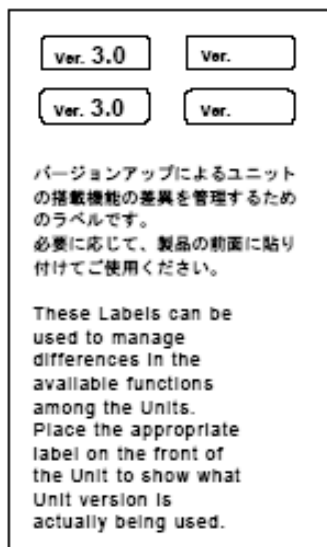 Ver. 3.0 Ver.
Ver. 3.0 Ver.
バージョンアップによるユニット
の搭載機能の差異を管理するため
のラベルです。
必要に応じて、製品の前面に貼り
付けてご使用ください。
These Labels can be
used to manage
differences in the
available functions
among the Units.
Place the appropriate
label on the front of
the Unit to show what
Unit version is
actually being used.